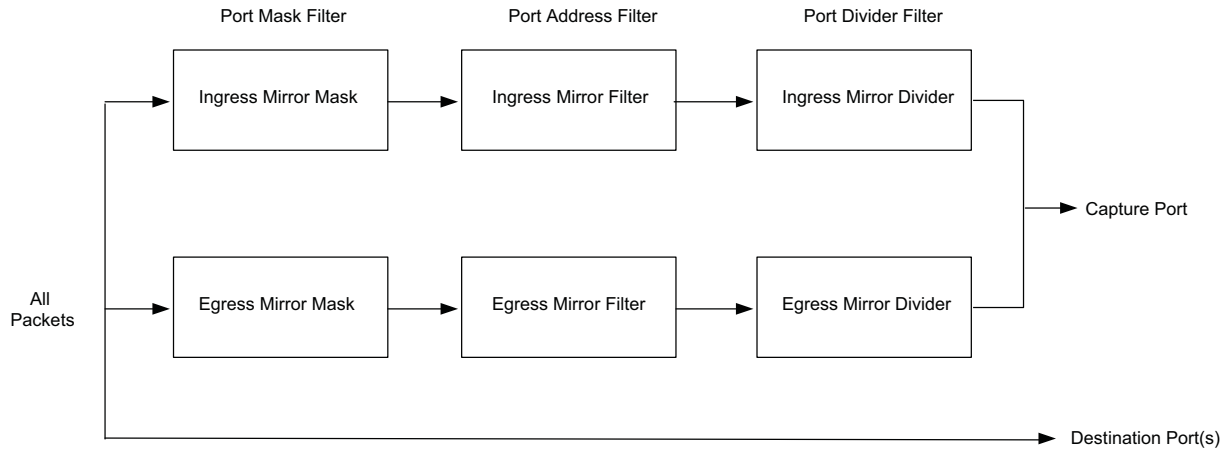 Port Mask Filter
Port Address Filter
Port Divider Filter
Ingress Mirror Mask
Ingress Mirror Filter
Ingress Mirror Divider
Capture Port
All
Packets
Egress Mirror Mask
Egress Mirror Filter
Egress Mirror Divider
Destination Port(s)